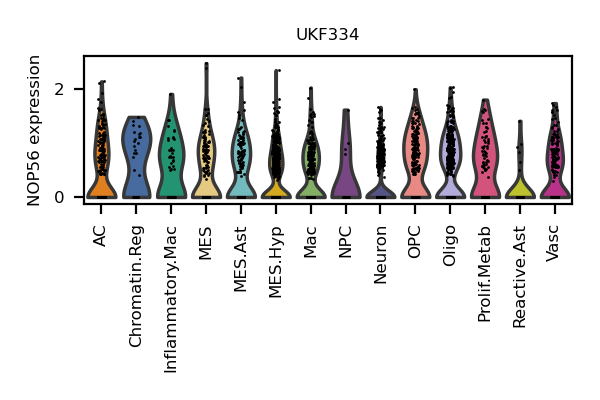 UKF334
NOP56 expression
2
0
AC
Chromatin.Reg
Inflammatory.Mac
MES
MES.Ast
MES.Hyp
Mac
NPC
Neuron
OPC
Oligo
Prolif.Metab
Reactive.Ast
Vasc